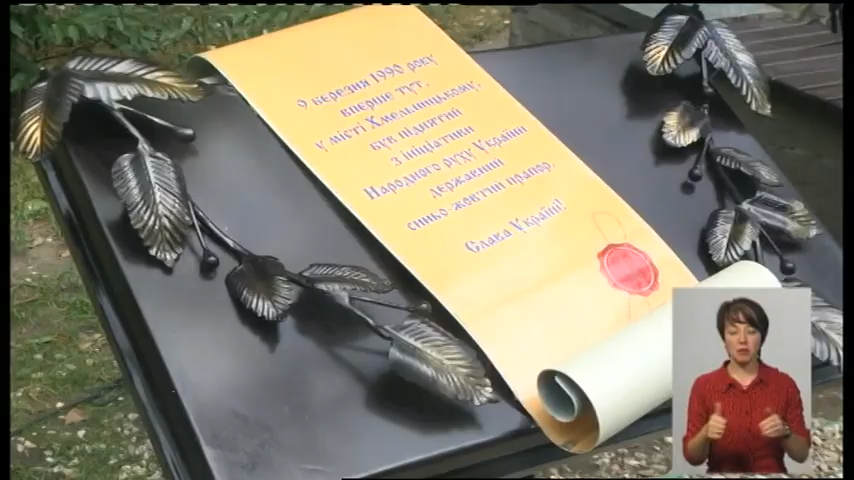 9 березня 1990 року
вперше тут,
у місті Хмельницькому
був піднятий
з ініціативи
Народного руху України
державний
синьо-жовтий прапор.
Слава Україні!